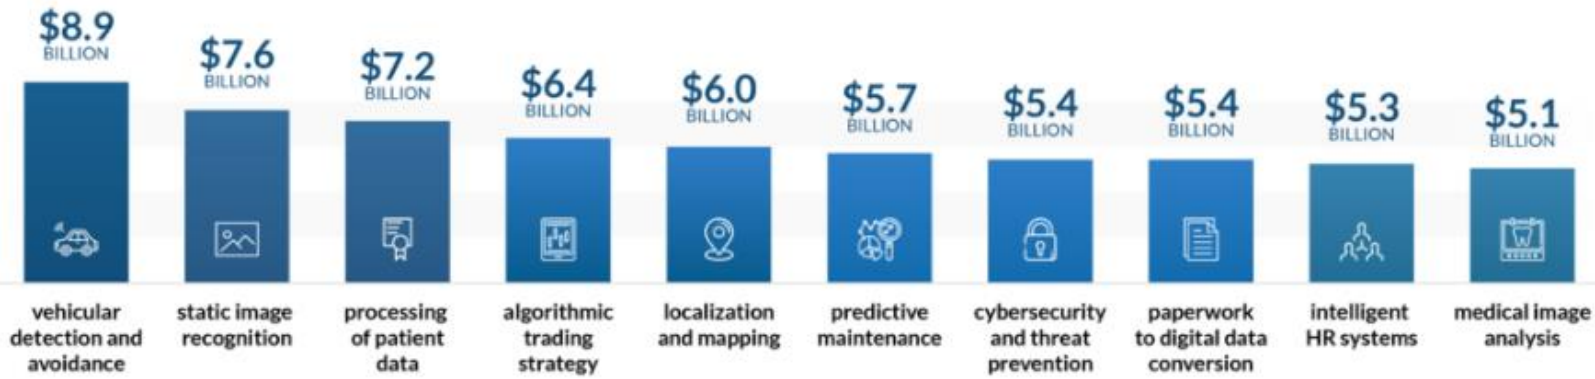 $8.9
BILLION
$7.6
BILLION
$7.2
BILLION
$6.4
BILLION
$6.0
BILLION
$5.7
BILLION
$5.4
BILLION
$5.4
BILLION
$5.3
BILLION
$5.1
BILLION
vehicular
detection and
avoidance
static image
recognition
processing
of patient
data
algorithmic
trading
strategy
localization
and mapping
predictive
maintenance
cybersecurity
and threat
prevention
paperwork
to digital data
conversion
intelligent
HR systems
medical image
analysis